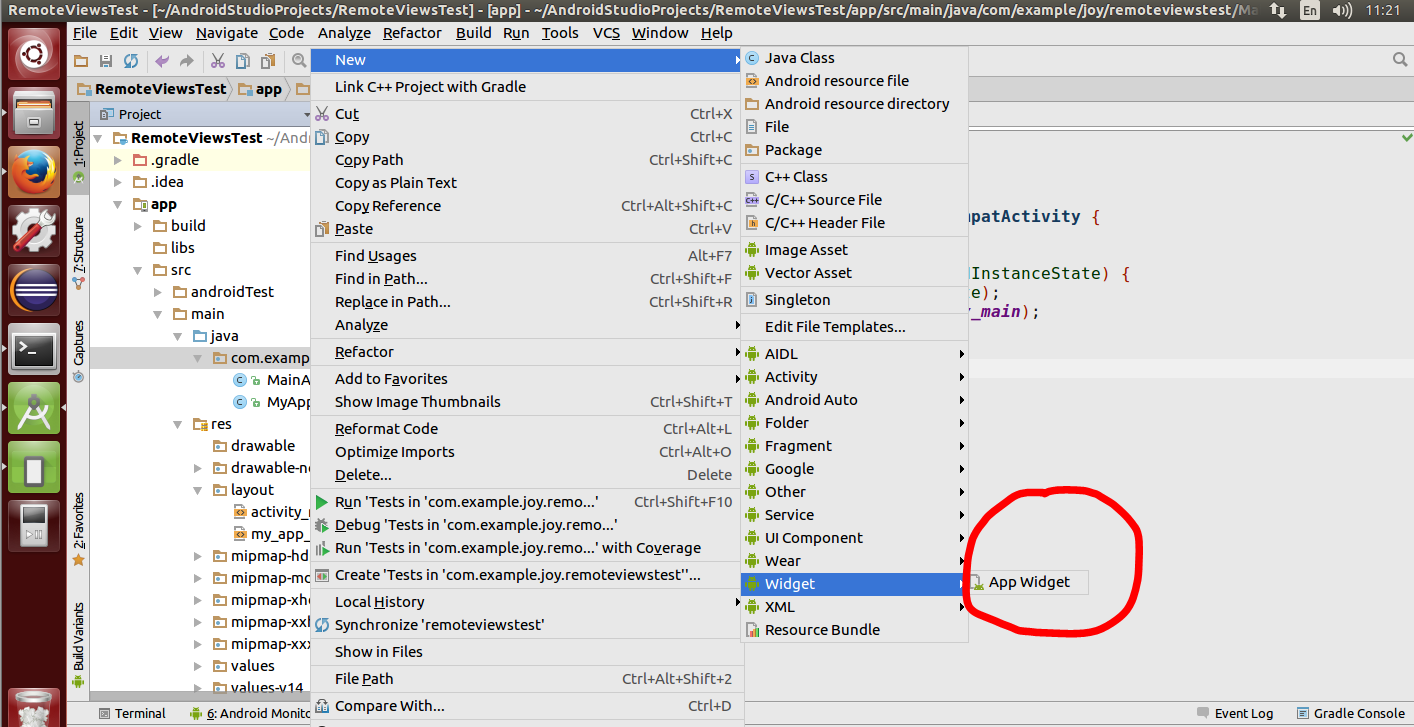 RemoteViewsTest - [~/AndroidStudioProjects/RemoteViewsTest] - [app] - ~/AndroidStudioProjects/RemoteViewsTest/app/src/main/java/com/example/joy/remoteviewstest/Ma
En
11:21
File Edit View Navigate Code Analyze Refactor Build Run Tools VCS Window Help
RemoteViewsTest app
Project
1: Project
7: Structure
Captures
2: Favorites
Build Variants
RemoteViewsTest ~/And
.gradle
.idea
app
build
libs
src
androidTest
main
java
com.examp
MainA
MyApp
res
drawable
drawable-no
layout
activity_
my_app_
mipmap-hd
mipmap-mc
mipmap-xh
mipmap-xxl
mipmap-xxx
values
values-v14
New
Link C++ Project with Gradle
Cut Ctrl+X
Copy Ctrl+C
Copy Path Ctrl+Shift+C
Copy as Plain Text
Copy Reference Ctrl+Alt+Shift+C
Paste Ctrl+V
Find Usages Alt+F7
Find in Path... Ctrl+Shift+F
Replace in Path... Ctrl+Shift+R
Analyze
Refactor
Add to Favorites
Show Image Thumbnails Ctrl+Shift+T
Reformat Code Ctrl+Alt+L
Optimize Imports Ctrl+Alt+O
Delete... Delete
Run 'Tests in 'com.example.joy.remo...' Ctrl+Shift+F10
Debug 'Tests in 'com.example.joy.remo...'
Run 'Tests in 'com.example.joy.remo...' with Coverage
Create 'Tests in 'com.example.joy.remoteviewstest''...
Local History
Synchronize 'remoteviewstest'
Show in Files
File Path Ctrl+Alt+Shift+2
Compare With... Ctrl+D
Java Class
Android resource file
Android resource directory
File
Package
C++ Class
C/C++ Source File
C/C++ Header File
Image Asset
Vector Asset
Singleton
Edit File Templates...
AIDL
Activity
Android Auto
Folder
Fragment
Google
Other
Service
UI Component
Wear
Widget
XML
Resource Bundle
App Widget
mpatActivity {
dInstanceState) {
e);
y_main);
Terminal
6: Android Monito
Event Log
Gradle Console